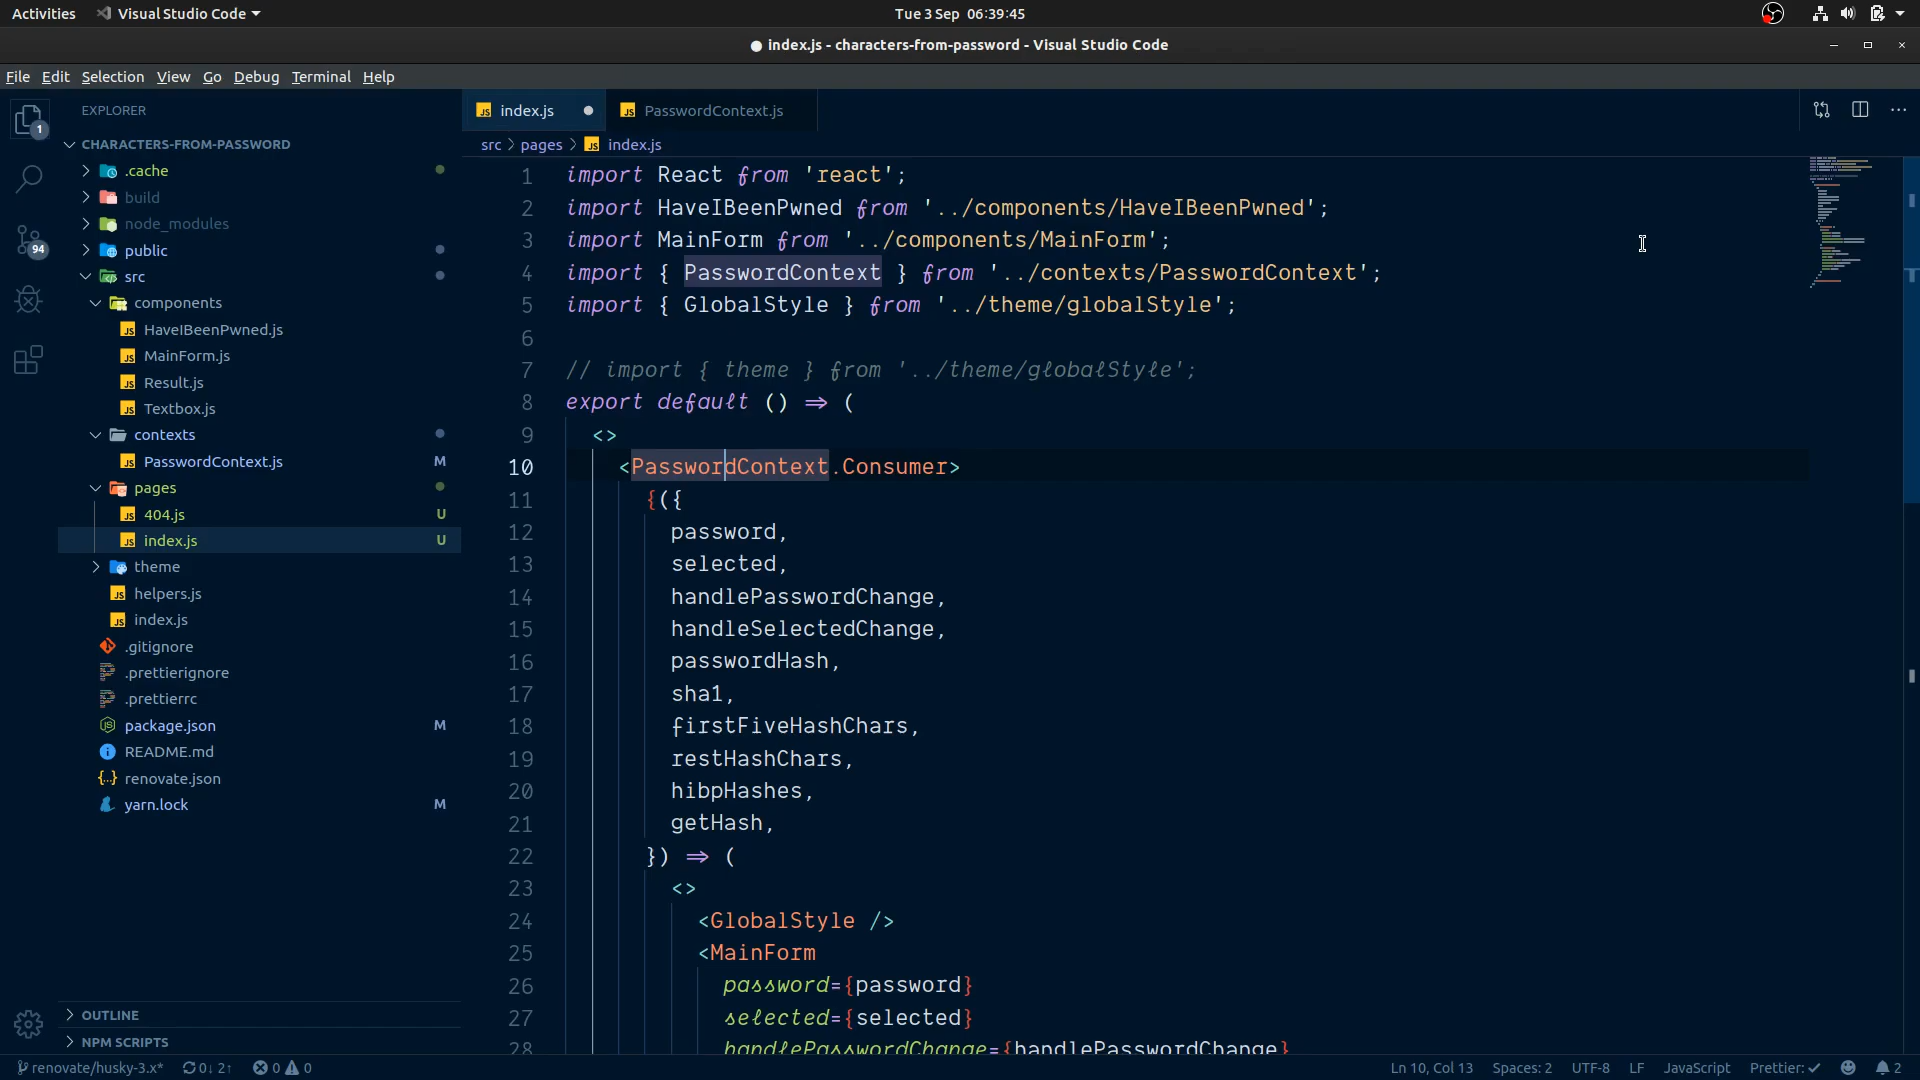 Activities Visual Studio Code Tue 3 Sep 06:39:45
● index.js - characters-from-password - Visual Studio Code
File Edit Selection View Go Debug Terminal Help
EXPLORER
1
94
CHARACTERS-FROM-PASSWORD
.cache
build
node_modules
public
src
components
HaveIBeenPwned.js
MainForm.js
Result.js
Textbox.js
contexts
PasswordContext.js M
pages
404.js U
index.js U
theme
helpers.js
index.js
.gitignore
.prettierignore
.prettierrc
package.json M
README.md
renovate.json
yarn.lock M
OUTLINE
NPM SCRIPTS
index.js PasswordContext.js
src > pages > index.js
1 import React from 'react';
2 import HaveIBeenPwned from '../components/HaveIBeenPwned';
3 import MainForm from '../components/MainForm';
4 import { PasswordContext } from '../contexts/PasswordContext';
5 import { GlobalStyle } from '../theme/globalStyle';
6
7 // import { theme } from '../theme/globalStyle';
8 export default () => (
9 <>
10 <PasswordContext.Consumer>
11 {({
12 password,
13 selected,
14 handlePasswordChange,
15 handleSelectedChange,
16 passwordHash,
17 sha1,
18 firstFiveHashChars,
19 restHashChars,
20 hibpHashes,
21 getHash,
22 }) => (
23 <>
24 <GlobalStyle />
25 <MainForm
26 password={password}
27 selected={selected}
28 handlePasswordChange={handlePasswordChange}
renovate/husky-3.x* 0↓ 2↑ 0 0 Ln 10, Col 13 Spaces: 2 UTF-8 LF JavaScript Prettier: ✓ 2